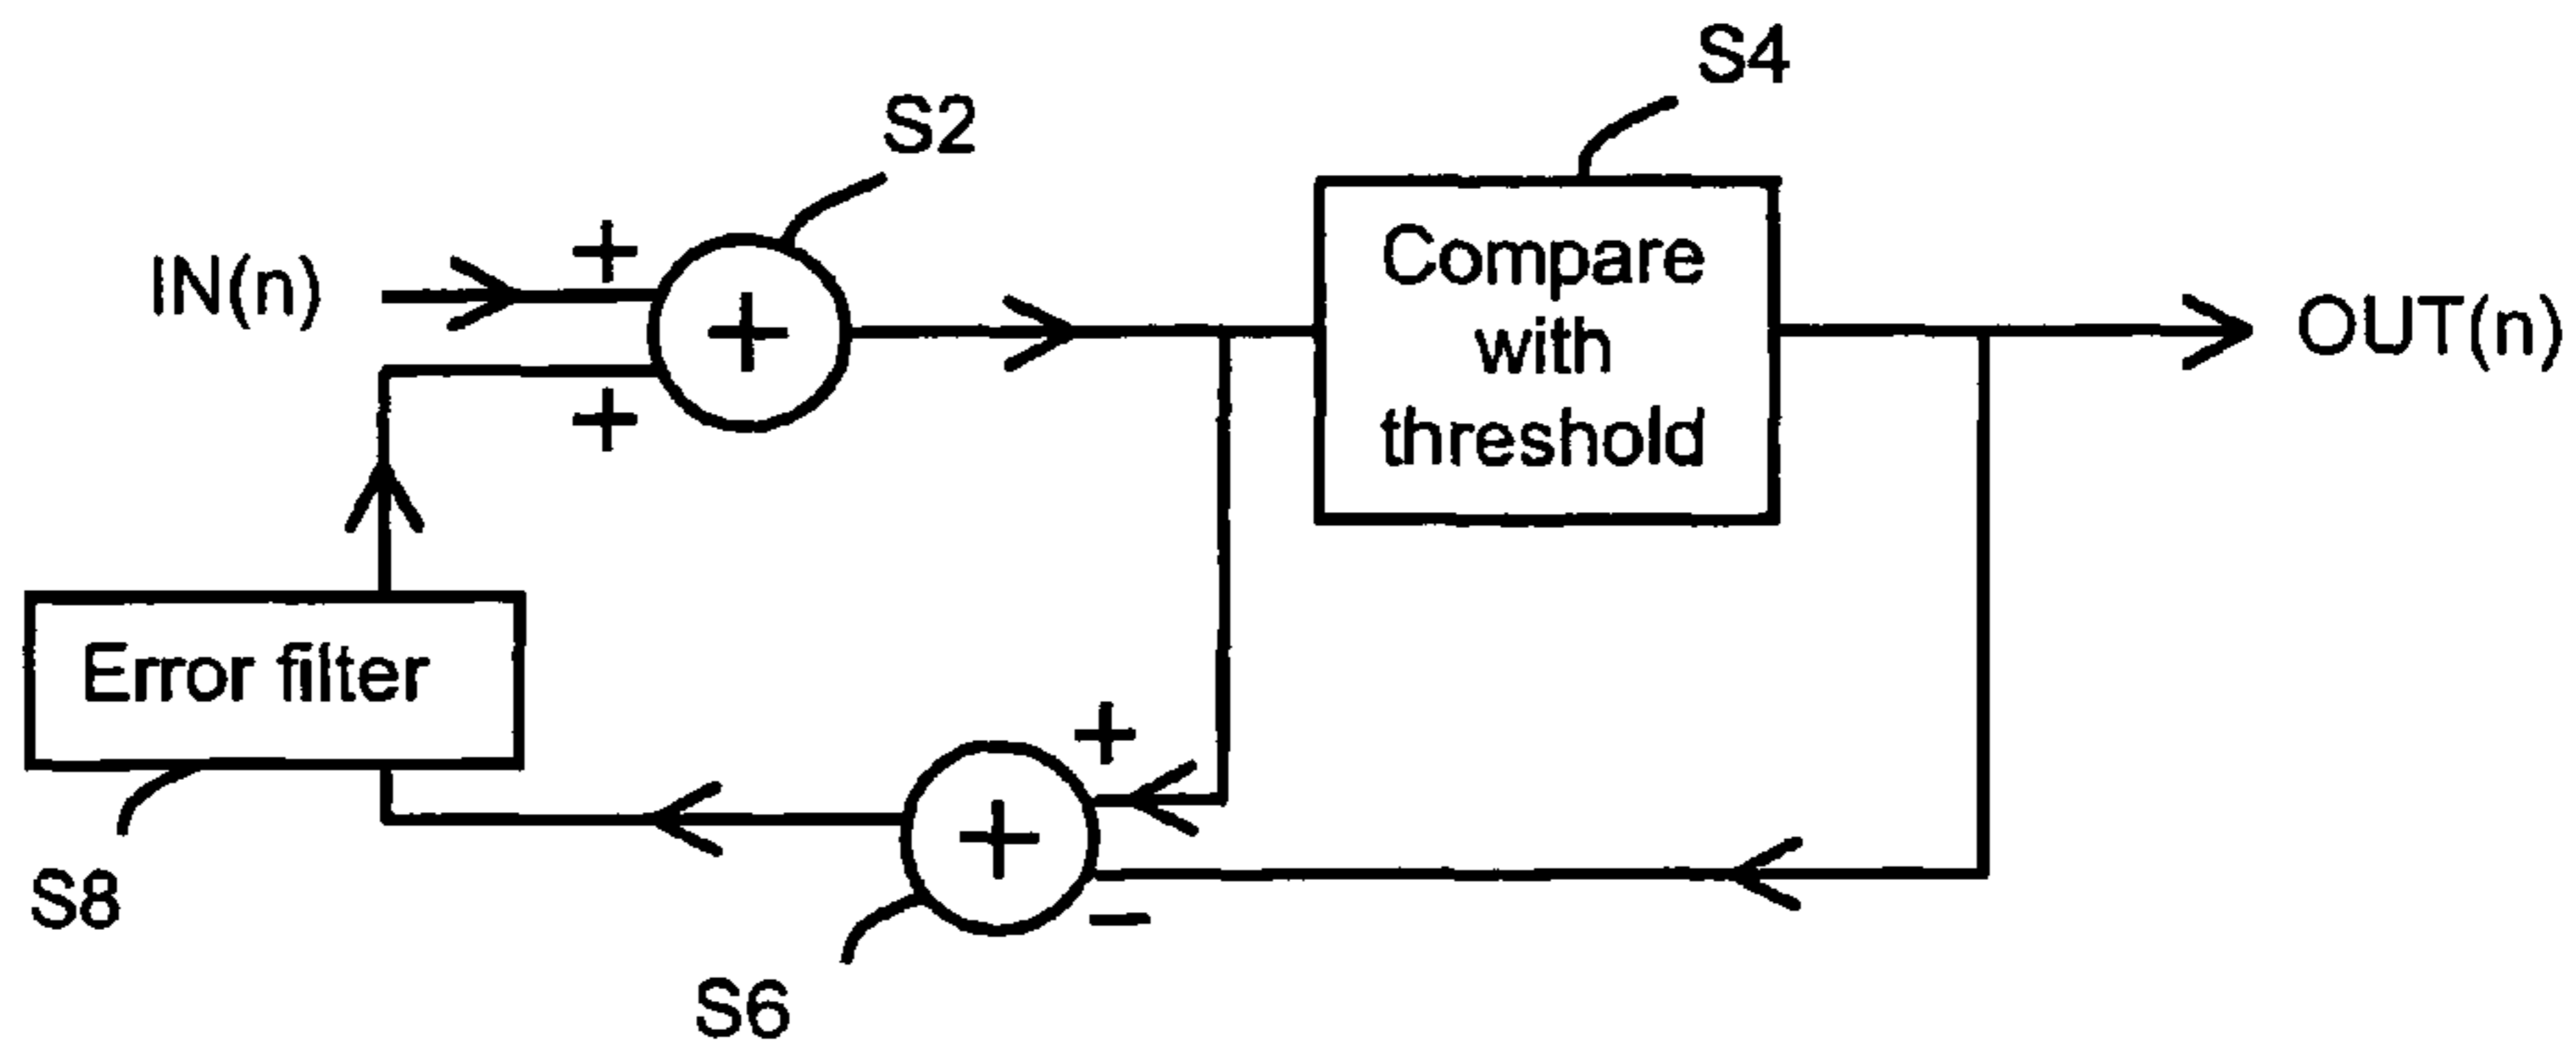 S4
S2
IN(n)
+
+
+
Compare
with
threshold
OUT(n)
Error filter
+
+
−
S8
S6